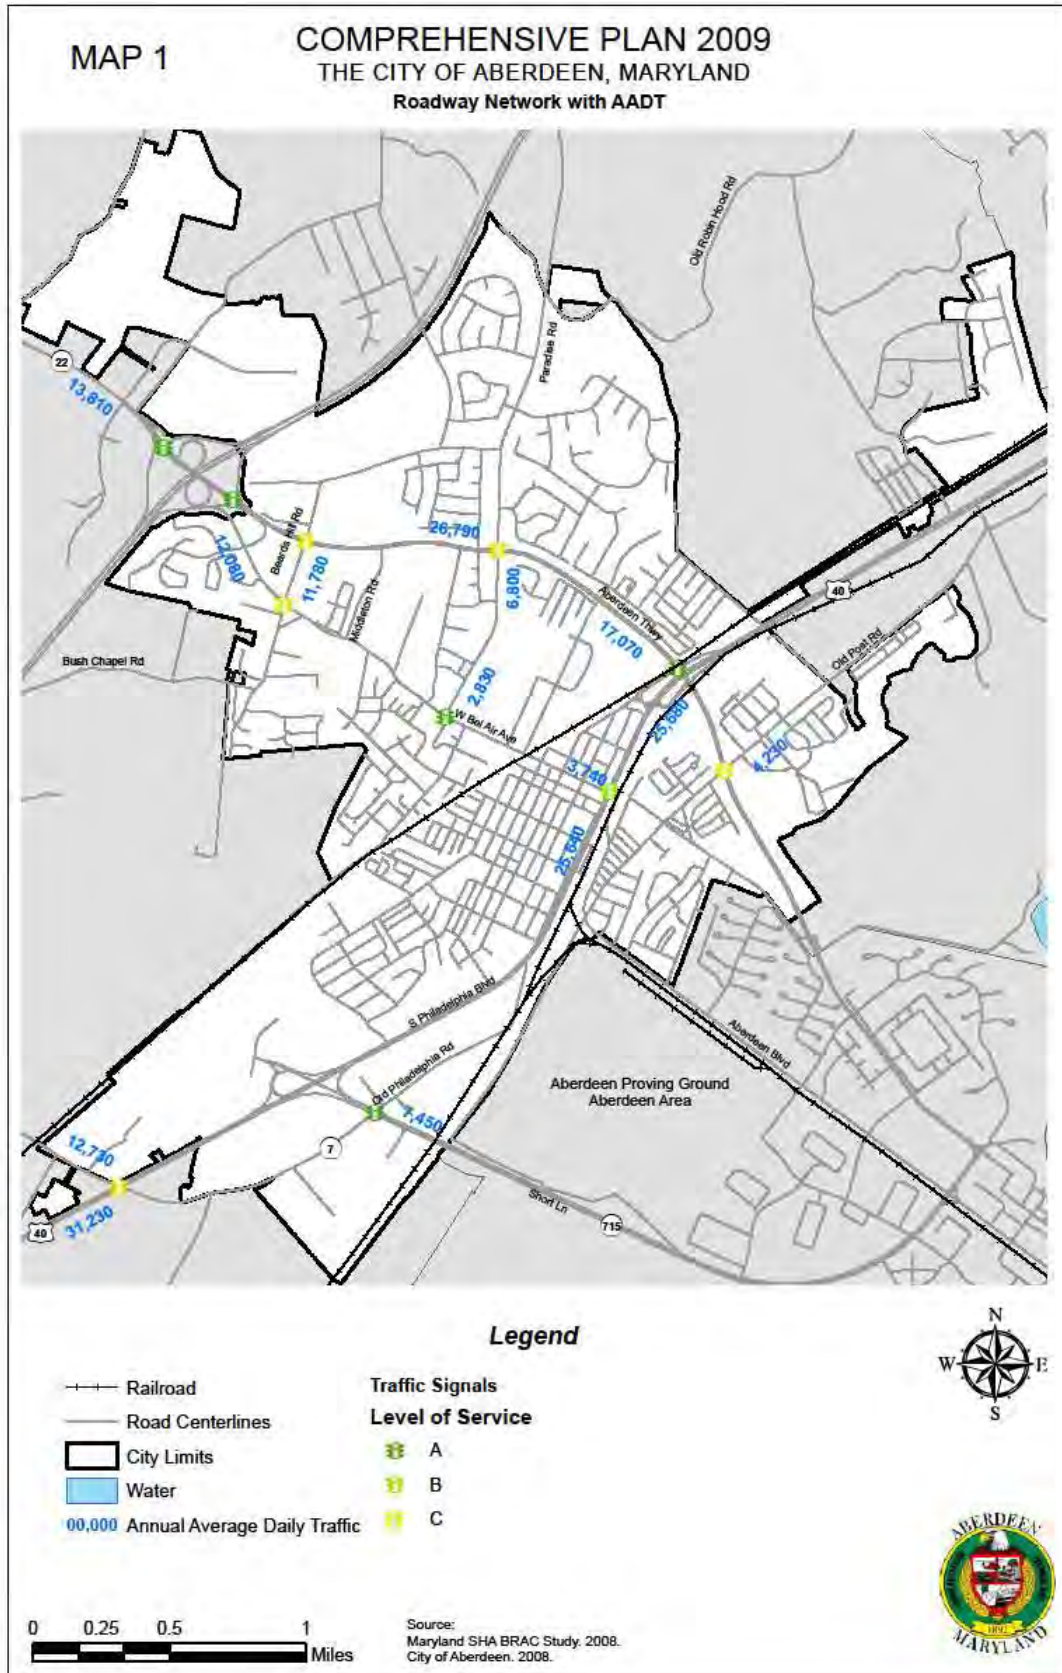 MAP 1
COMPREHENSIVE PLAN 2009
THE CITY OF ABERDEEN, MARYLAND
Roadway Network with AADT
Old Robin Hood Rd
Paradise Rd
22
13,810
Beards Hill Rd
26,790
12,080
11,780
6,800
40
Middleton Rd
Aberdeen Thwy
17,070
Old Post Rd
Bush Chapel Rd
2,830
W Bel Air Ave
25,680
4,230
3,740
25,640
S Philadelphia Blvd
Aberdeen Blvd
Old Philadelphia Rd
Aberdeen Proving Ground
Aberdeen Area
7,450
7
12,730
Short Ln
715
31,230
40
Legend
Railroad
Road Centerlines
City Limits
Water
00,000 Annual Average Daily Traffic
Traffic Signals
Level of Service
A
B
C
N
W E
S
0 0.25 0.5 1
Miles
Source:
Maryland SHA BRAC Study. 2008.
City of Aberdeen. 2008.
ABERDEEN
1892
MARYLAND